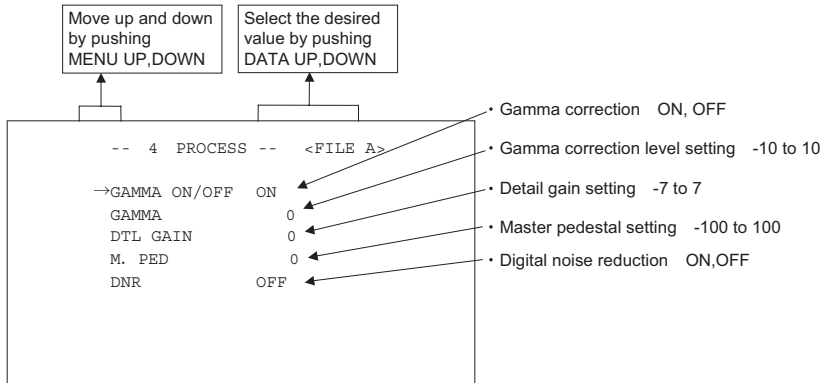 Move up and down
by pushing
MENU UP,DOWN
Select the desired
value by pushing
DATA UP,DOWN
-- 4 PROCESS -- <FILE A>
→GAMMA ON/OFF ON
GAMMA 0
DTL GAIN 0
M. PED 0
DNR OFF
• Gamma correction ON, OFF
• Gamma correction level setting -10 to 10
• Detail gain setting -7 to 7
• Master pedestal setting -100 to 100
• Digital noise reduction ON,OFF